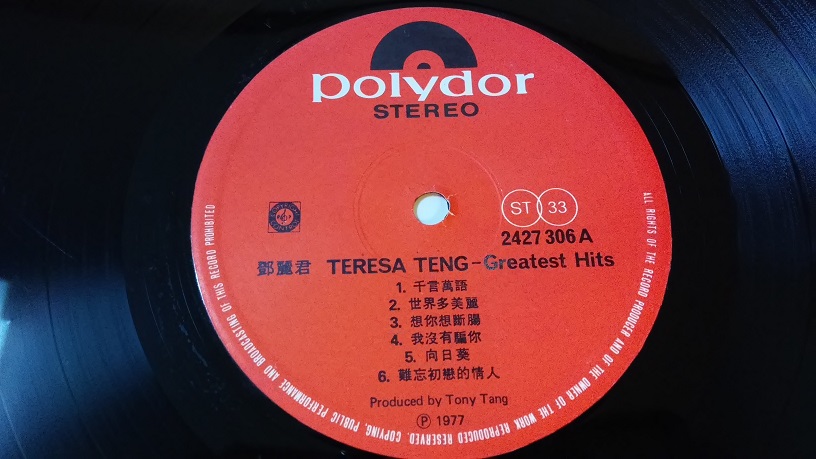 polydor
STEREO
ST 33
2427 306 A
鄧麗君 TERESA TENG-Greatest Hits
1. 千言萬語
2. 世界多美麗
3. 想你想斷腸
4. 我沒有騙你
5. 向日葵
6. 難忘初戀的情人
Produced by Tony Tang
Ⓟ 1977
ALL RIGHTS OF THE RECORD PRODUCER AND OF THE OWNER OF THE WORK REPRODUCED RESERVED. COPYING, PUBLIC PERFORMANCE AND BROADCASTING OF THIS RECORD PROHIBITED